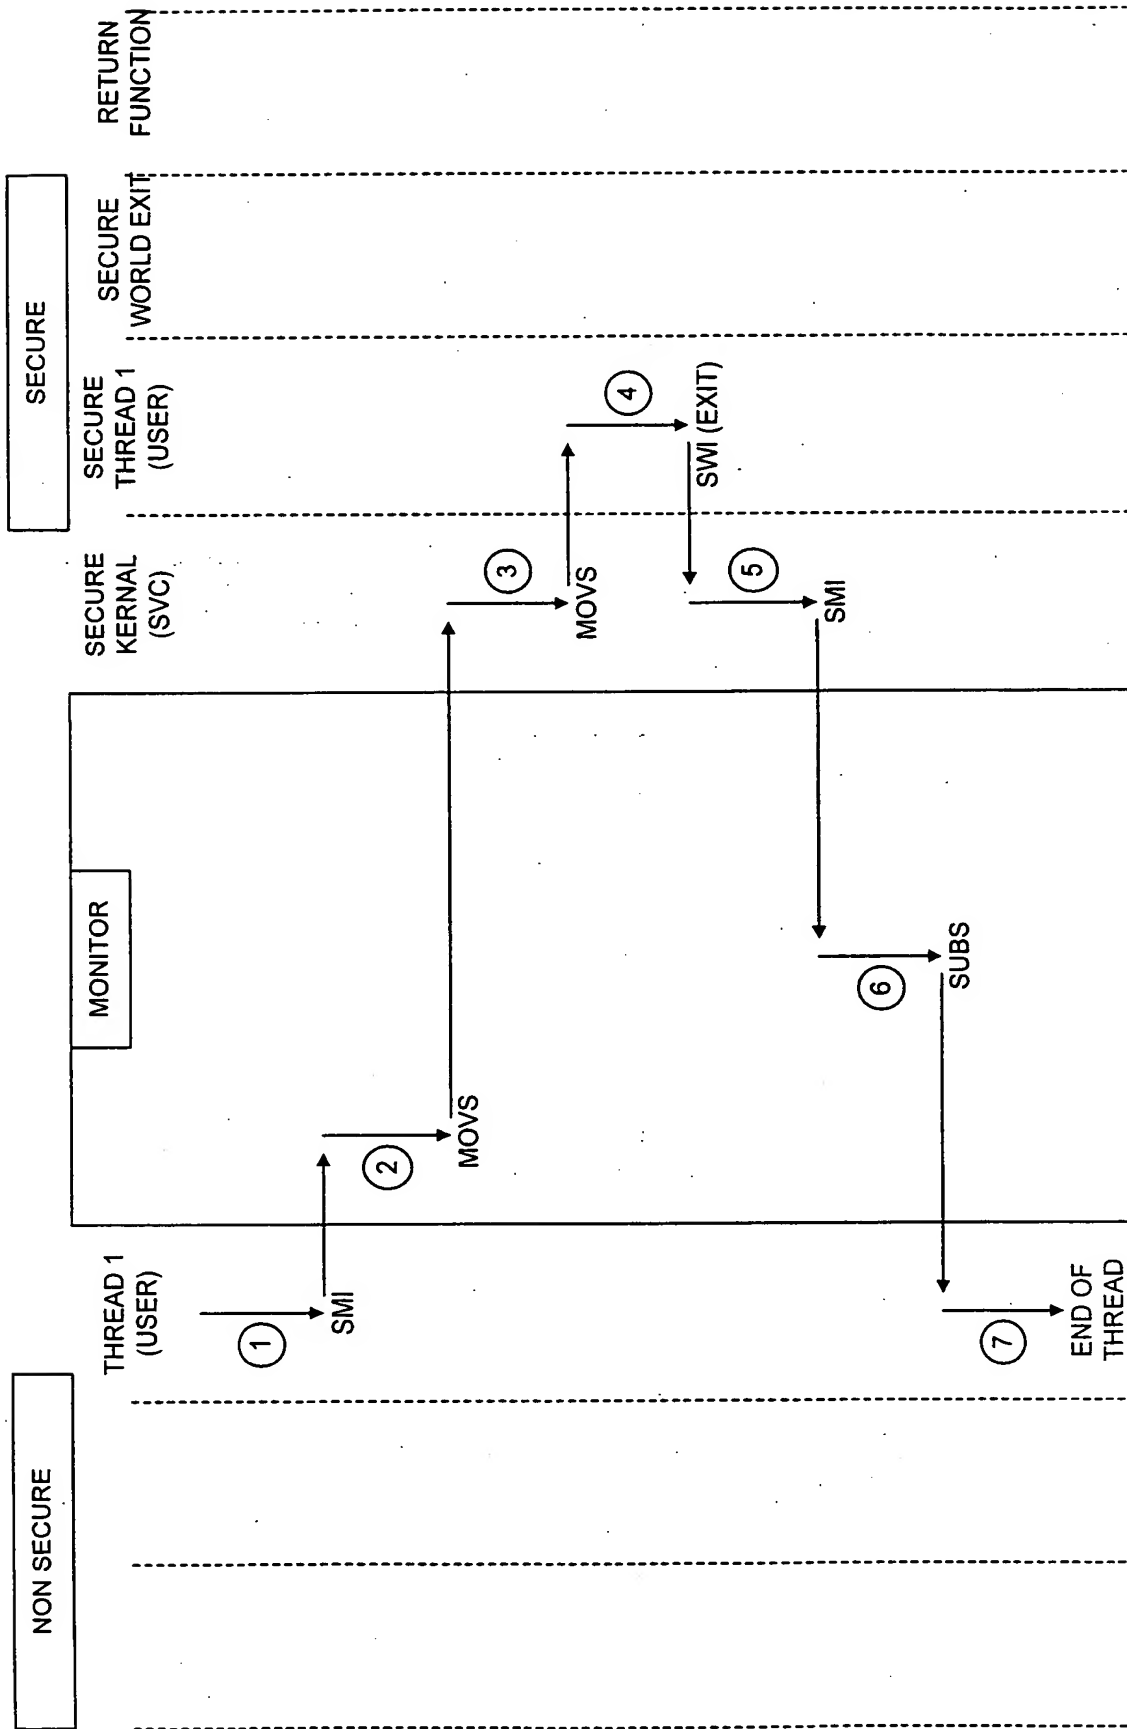 NON SECURE
MONITOR
SECURE
THREAD 1
(USER)
SECURE
KERNAL
(SVC)
SECURE
THREAD 1
(USER)
SECURE
WORLD EXIT
RETURN
FUNCTION
1
SMI
2
MOVS
3
MOVS
4
SWI (EXIT)
5
SMI
6
SUBS
7
END OF
THREAD